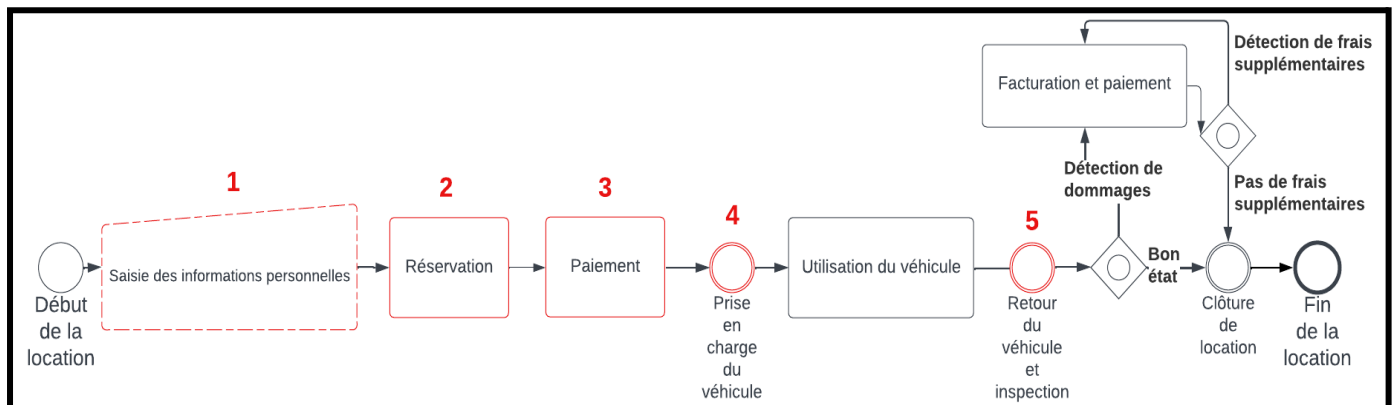 Détection de frais
supplémentaires
Facturation et paiement
Détection de
dommages
Pas de frais
supplémentaires
1
2
3
4
5
Saisie des informations personnelles
Réservation
Paiement
Utilisation du véhicule
Bon
état
Début
de la
location
Prise
en
charge
du
véhicule
Retour
du
véhicule
et
inspection
Clôture
de
location
Fin
de la
location